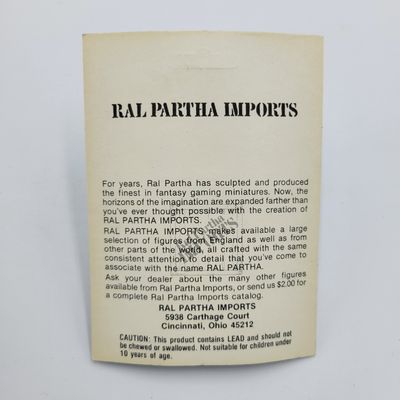 RAL PARTHA IMPORTS
For years, Ral Partha has sculpted and produced
the finest in fantasy gaming miniatures. Now, the
horizons of the imagination are expanded farther than
you've ever thought possible with the creation of
RAL PARTHA IMPORTS.
RAL PARTHA IMPORTS makes available a large
selection of figures from England as well as from
other parts of the world, all crafted with the same
consistent attention to detail that you've come to
associate with the name RAL PARTHA.
Ask your dealer about the many other figures
available from Ral Partha Imports, or send us $2.00 for
a complete Ral Partha Imports catalog.
RAL PARTHA IMPORTS
5938 Carthage Court
Cincinnati, Ohio 45212
CAUTION: This product contains LEAD and should not
be chewed or swallowed. Not suitable for children under
10 years of age.